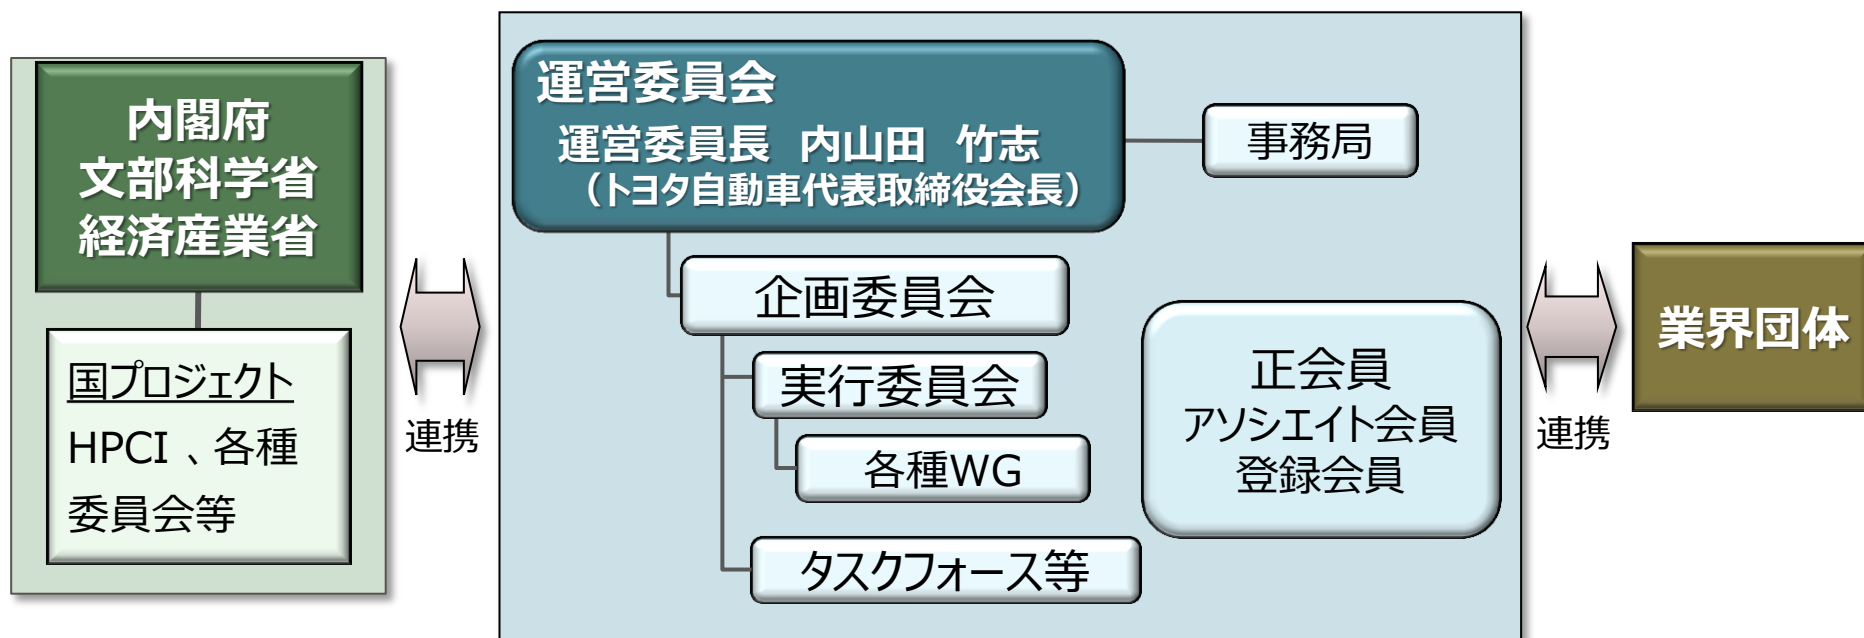 内閣府
文部科学省
経済産業省
国プロジェクト
HPCI 、各種
委員会等
連携
運営委員会
運営委員長 内山田 竹志
（トヨタ自動車代表取締役会長）
事務局
企画委員会
実行委員会
各種WG
タスクフォース等
正会員
アソシエイト会員
登録会員
連携
業界団体